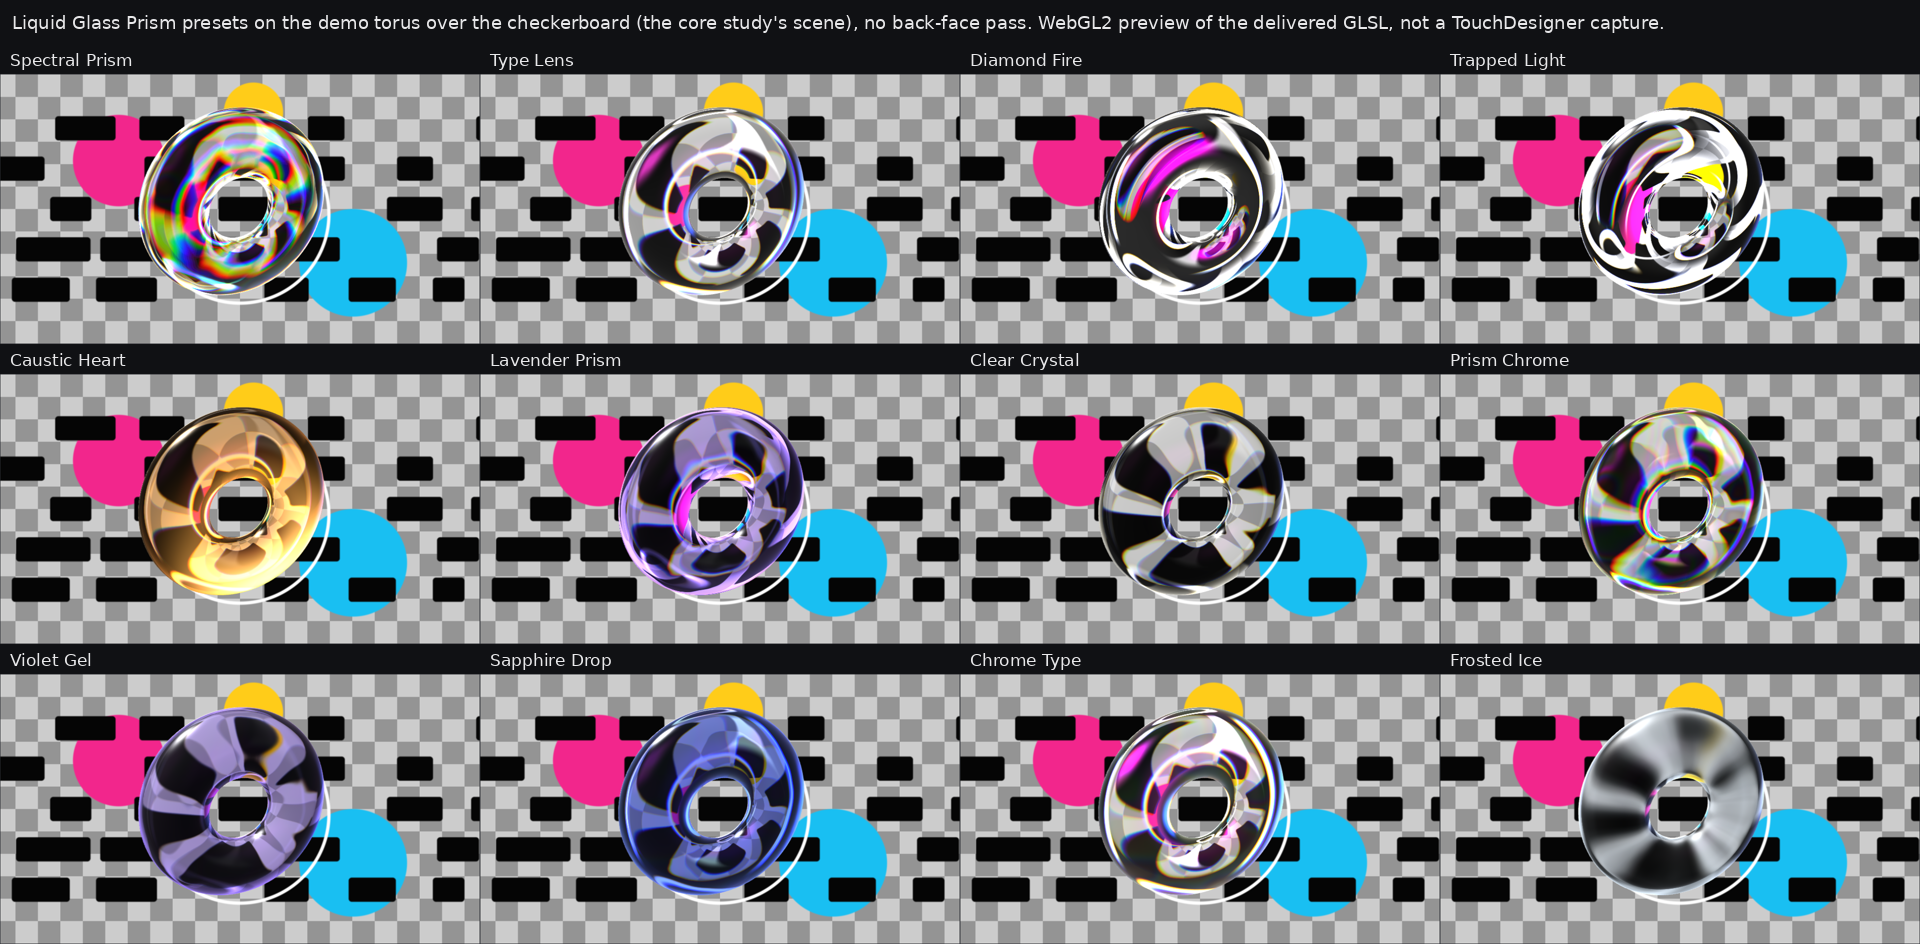 Liquid Glass Prism presets on the demo torus over the checkerboard (the core study's scene), no back-face pass. WebGL2 preview of the delivered GLSL, not a TouchDesigner capture.
Spectral Prism
Type Lens
Diamond Fire
Trapped Light
Caustic Heart
Lavender Prism
Clear Crystal
Prism Chrome
Violet Gel
Sapphire Drop
Chrome Type
Frosted Ice